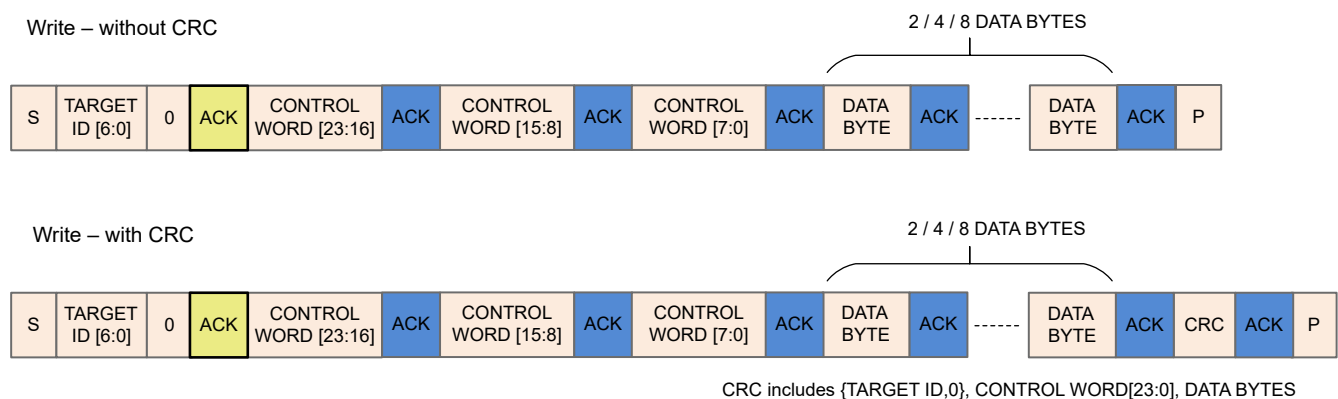 Write – without CRC
2 / 4 / 8 DATA BYTES
S
TARGET
ID [6:0]
0
ACK
CONTROL
WORD [23:16]
ACK
CONTROL
WORD [15:8]
ACK
CONTROL
WORD [7:0]
ACK
DATA
BYTE
ACK
DATA
BYTE
ACK
P
Write – with CRC
2 / 4 / 8 DATA BYTES
S
TARGET
ID [6:0]
0
ACK
CONTROL
WORD [23:16]
ACK
CONTROL
WORD [15:8]
ACK
CONTROL
WORD [7:0]
ACK
DATA
BYTE
ACK
DATA
BYTE
ACK
CRC
ACK
P
CRC includes {TARGET ID,0}, CONTROL WORD[23:0], DATA BYTES